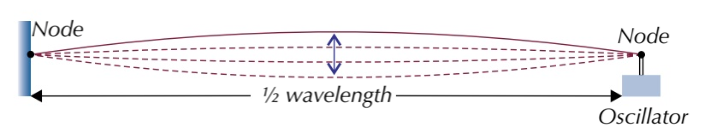 Node
Node
½ wavelength
Oscillator